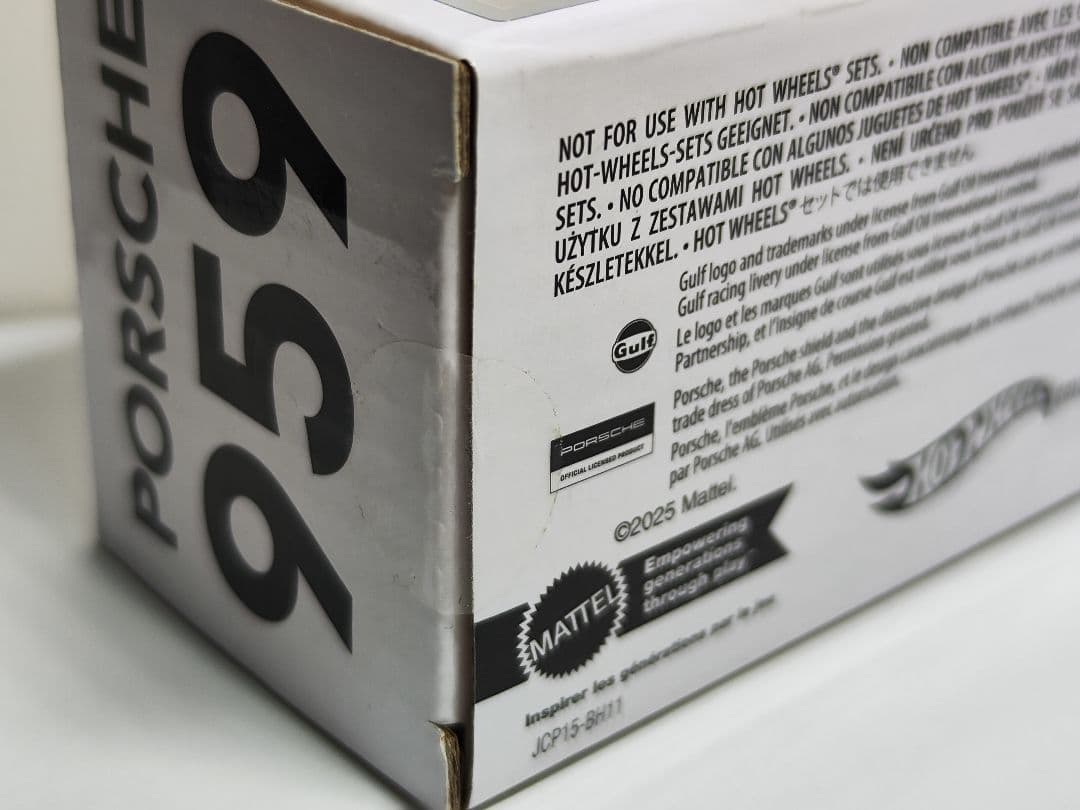 PORSCHE
959
NOT FOR USE WITH HOT WHEELS® SETS. • NON COMPATIBLE AVEC LES
HOT-WHEELS-SETS GEEIGNET. • NON COMPATIBILE CON ALCUN PLAYSET
SETS. • NO COMPATIBLE CON ALGUNOS JUGUETES DE HOT WHEELS® • NÃO É
UŻYTKU Z ZESTAWAMI HOT WHEELS. • NENÍ URČENO PRO POUŽITÍ SE
KÉSZLETEKKEL. • HOT WHEELS® セットでは使用できません。
Gulf logo and trademarks under license from Gulf Oil International Limited
Gulf racing livery under license from Gulf Oil International Limited.
Le logo et les marques Gulf sont utilisés sous licence de Gulf Oil
Partnership, et l'insigne de course Gulf est utilisé sous licence
Gulf
Porsche, the Porsche shield and the distinctive design of Porsche cars are
trade dress of Porsche AG. Permission granted.
Porsche, l'emblème Porsche, et le design caractéristique des
par Porsche AG. Utilisés avec autorisation.
PORSCHE
OFFICIAL LICENSED PRODUCT
©2025 Mattel.
HOT WHEELS
MATTEL
Empowering
generations
through play
Inspirer les générations par le jeu
JCP15-BH11